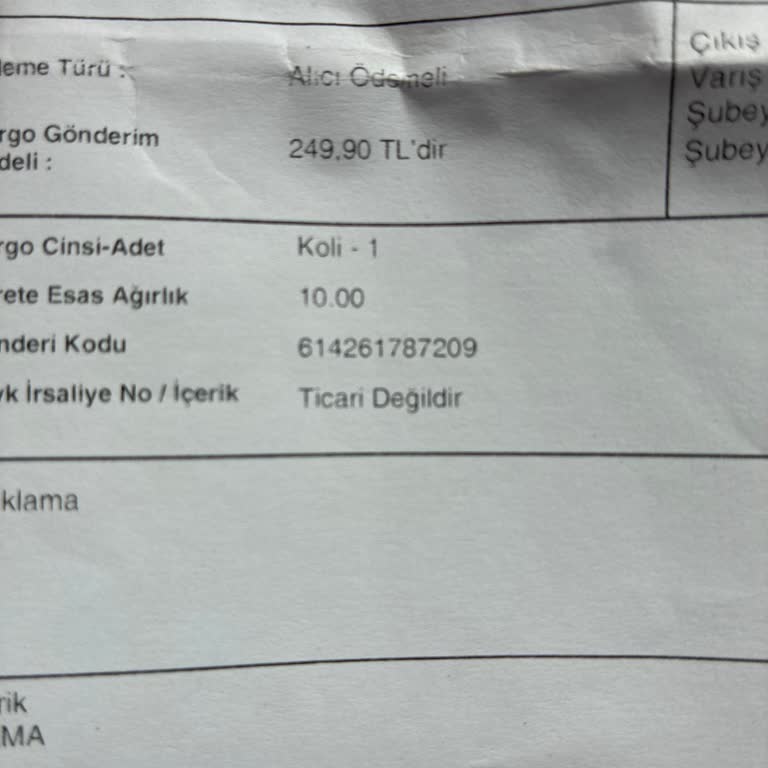 leme Türü : Alıcı Ödemeli
rgo Gönderim
deli : 249,90 TL'dir
Çıkış
Varış
Şubey
Şubey
rgo Cinsi-Adet Koli - 1
rete Esas Ağırlık 10.00
nderi Kodu 614261787209
vk İrsaliye No / İçerik Ticari Değildir
klama
rik
MA